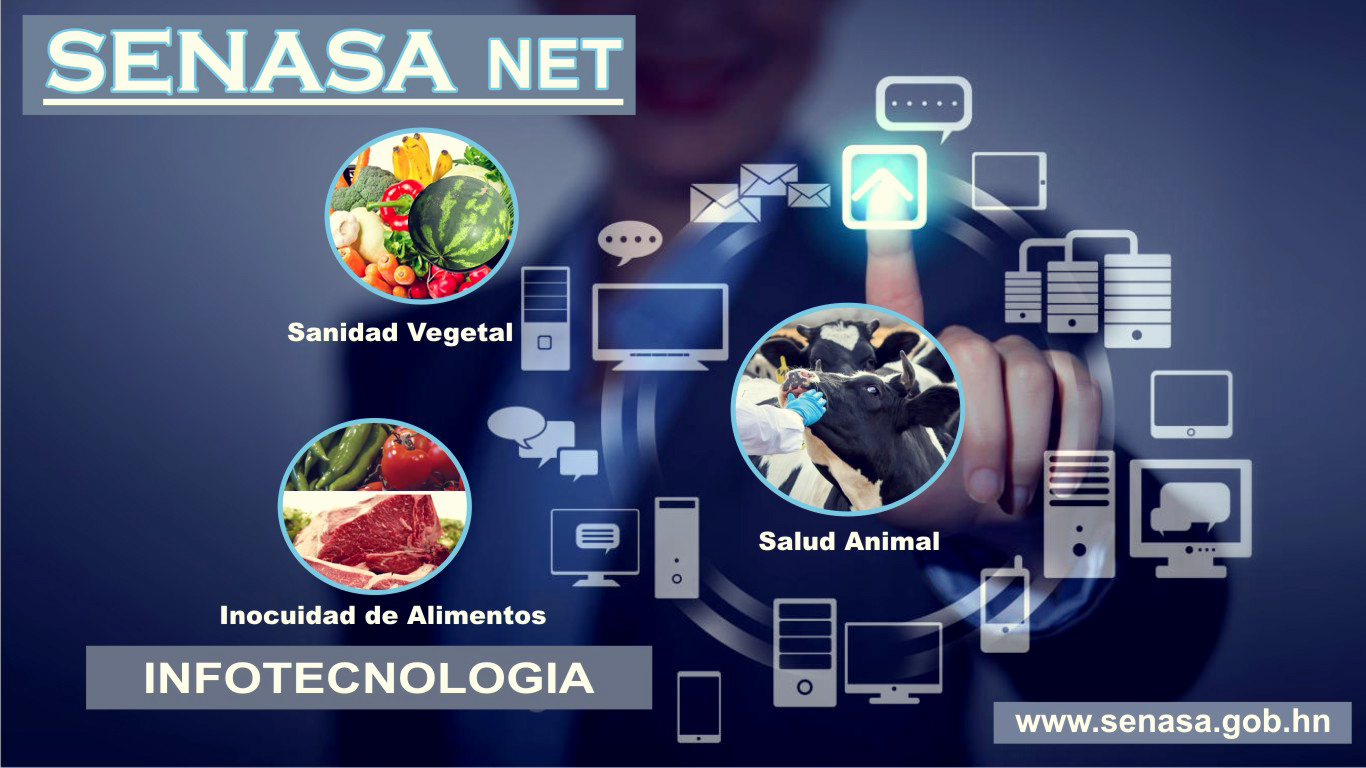 SENASA NET
Sanidad Vegetal
Salud Animal
Inocuidad de Alimentos
INFOTECNOLOGIA
www.senasa.gob.hn